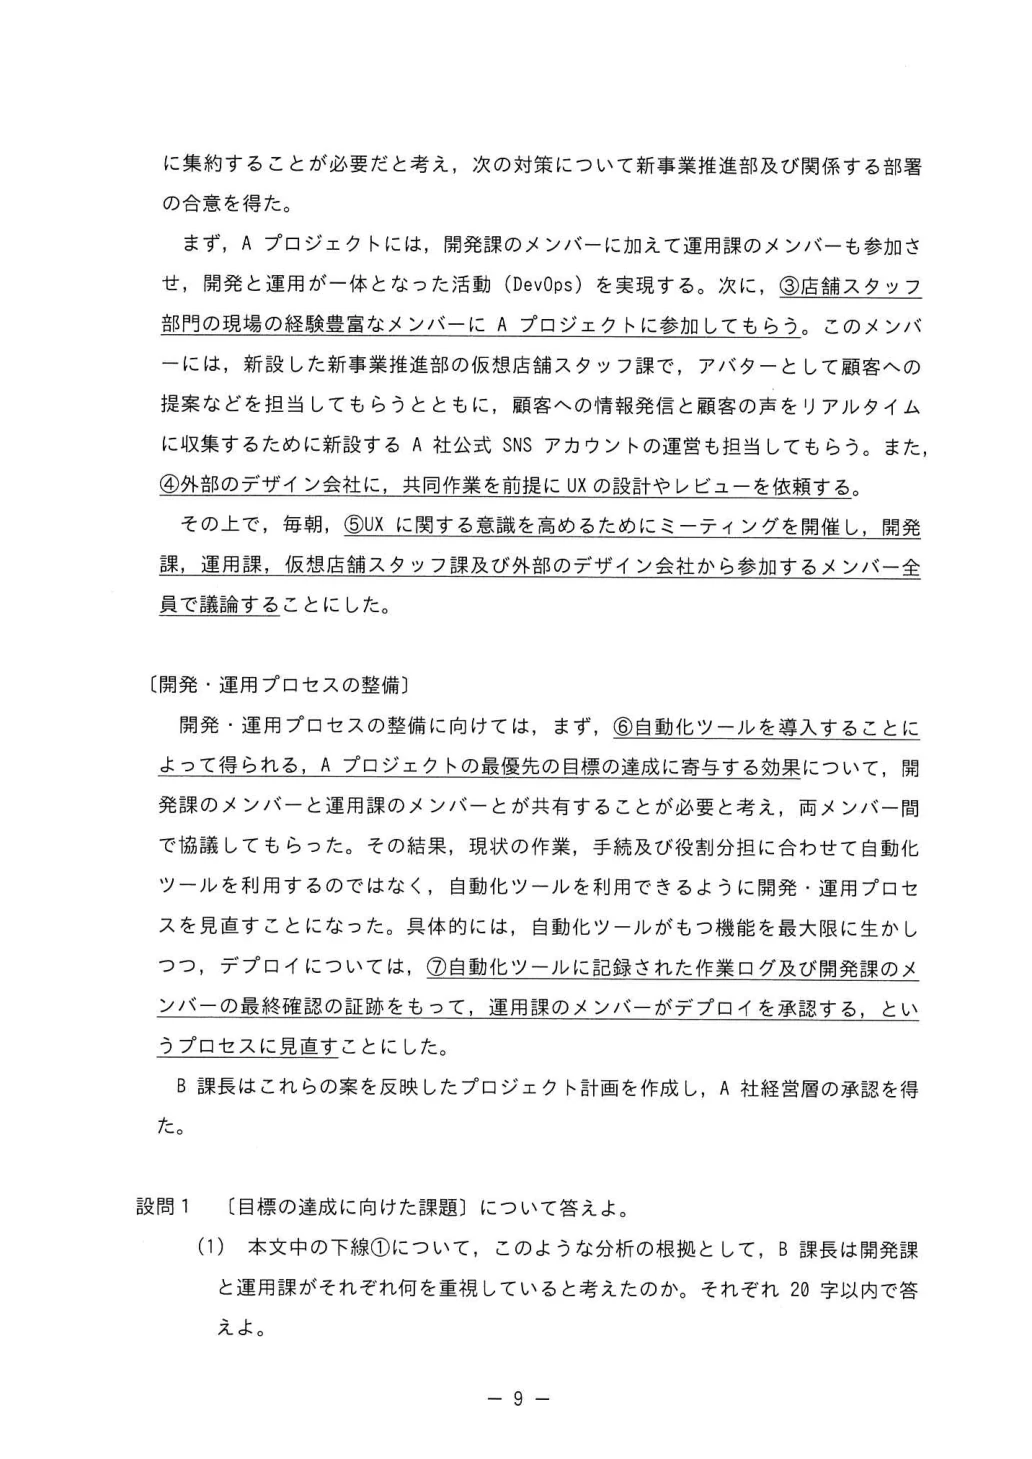 に集約することが必要だと考え，次の対策について新事業推進部及び関係する部署
の合意を得た。
まず，A プロジェクトには，開発課のメンバーに加えて運用課のメンバーも参加さ
せ，開発と運用が一体となった活動（DevOps）を実現する。次に，③店舗スタッフ
部門の現場の経験豊富なメンバーに A プロジェクトに参加してもらう。このメンバ
ーには，新設した新事業推進部の仮想店舗スタッフ課で，アバターとして顧客への
提案などを担当してもらうとともに，顧客への情報発信と顧客の声をリアルタイム
に収集するために新設する A 社公式 SNS アカウントの運営も担当してもらう。また，
④外部のデザイン会社に，共同作業を前提に UX の設計やレビューを依頼する。
その上で，毎朝，⑤UX に関する意識を高めるためにミーティングを開催し，開発
課，運用課，仮想店舗スタッフ課及び外部のデザイン会社から参加するメンバー全
員で議論することにした。
〔開発・運用プロセスの整備〕
開発・運用プロセスの整備に向けては，まず，⑥自動化ツールを導入することに
よって得られる，A プロジェクトの最優先の目標の達成に寄与する効果について，開
発課のメンバーと運用課のメンバーとが共有することが必要と考え，両メンバー間
で協議してもらった。その結果，現状の作業，手続及び役割分担に合わせて自動化
ツールを利用するのではなく，自動化ツールを利用できるように開発・運用プロセ
スを見直すことになった。具体的には，自動化ツールがもつ機能を最大限に生かし
つつ，デプロイについては，⑦自動化ツールに記録された作業ログ及び開発課のメ
ンバーの最終確認の証跡をもって，運用課のメンバーがデプロイを承認する，とい
うプロセスに見直すことにした。
B 課長はこれらの案を反映したプロジェクト計画を作成し，A 社経営層の承認を得
た。
設問1 〔目標の達成に向けた課題〕について答えよ。
(1) 本文中の下線①について，このような分析の根拠として，B 課長は開発課
と運用課がそれぞれ何を重視していると考えたのか。それぞれ 20 字以内で答
えよ。
－ 9 －